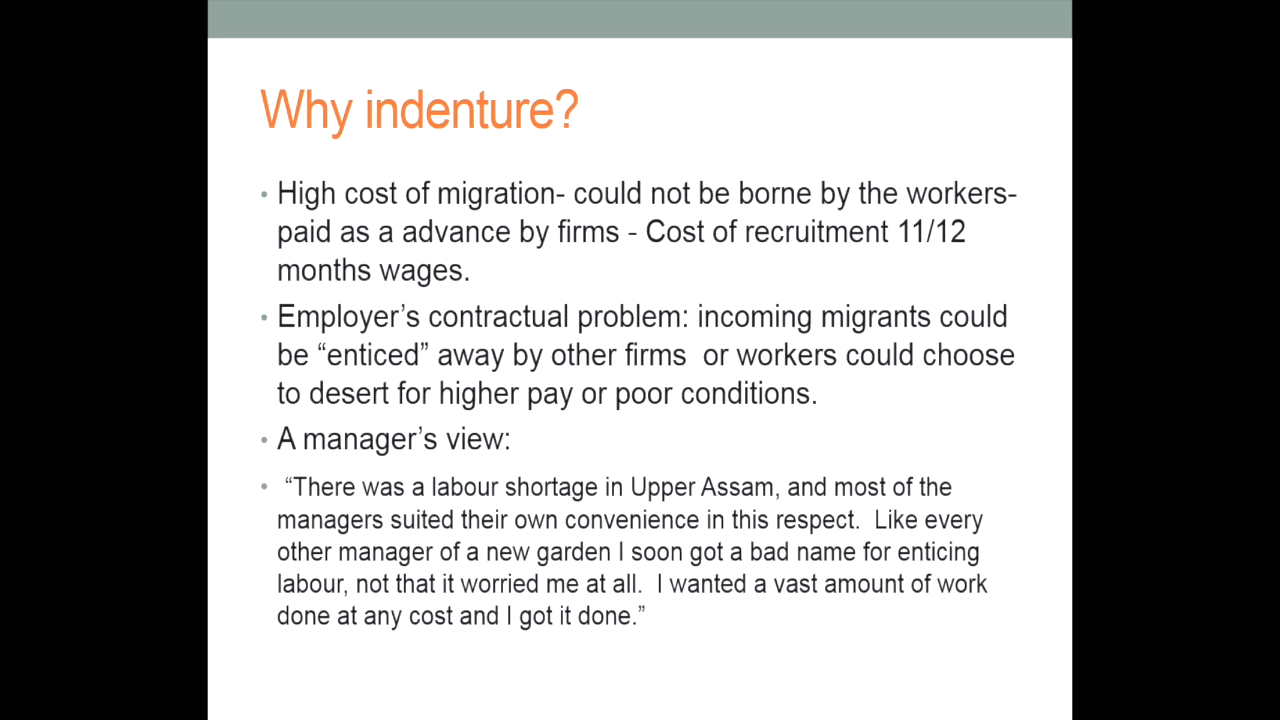 Why indenture?
• High cost of migration- could not be borne by the workers-
paid as a advance by firms - Cost of recruitment 11/12
months wages.
• Employer’s contractual problem: incoming migrants could
be “enticed” away by other firms or workers could choose
to desert for higher pay or poor conditions.
• A manager’s view:
• “There was a labour shortage in Upper Assam, and most of the
managers suited their own convenience in this respect. Like every
other manager of a new garden I soon got a bad name for enticing
labour, not that it worried me at all. I wanted a vast amount of work
done at any cost and I got it done.”